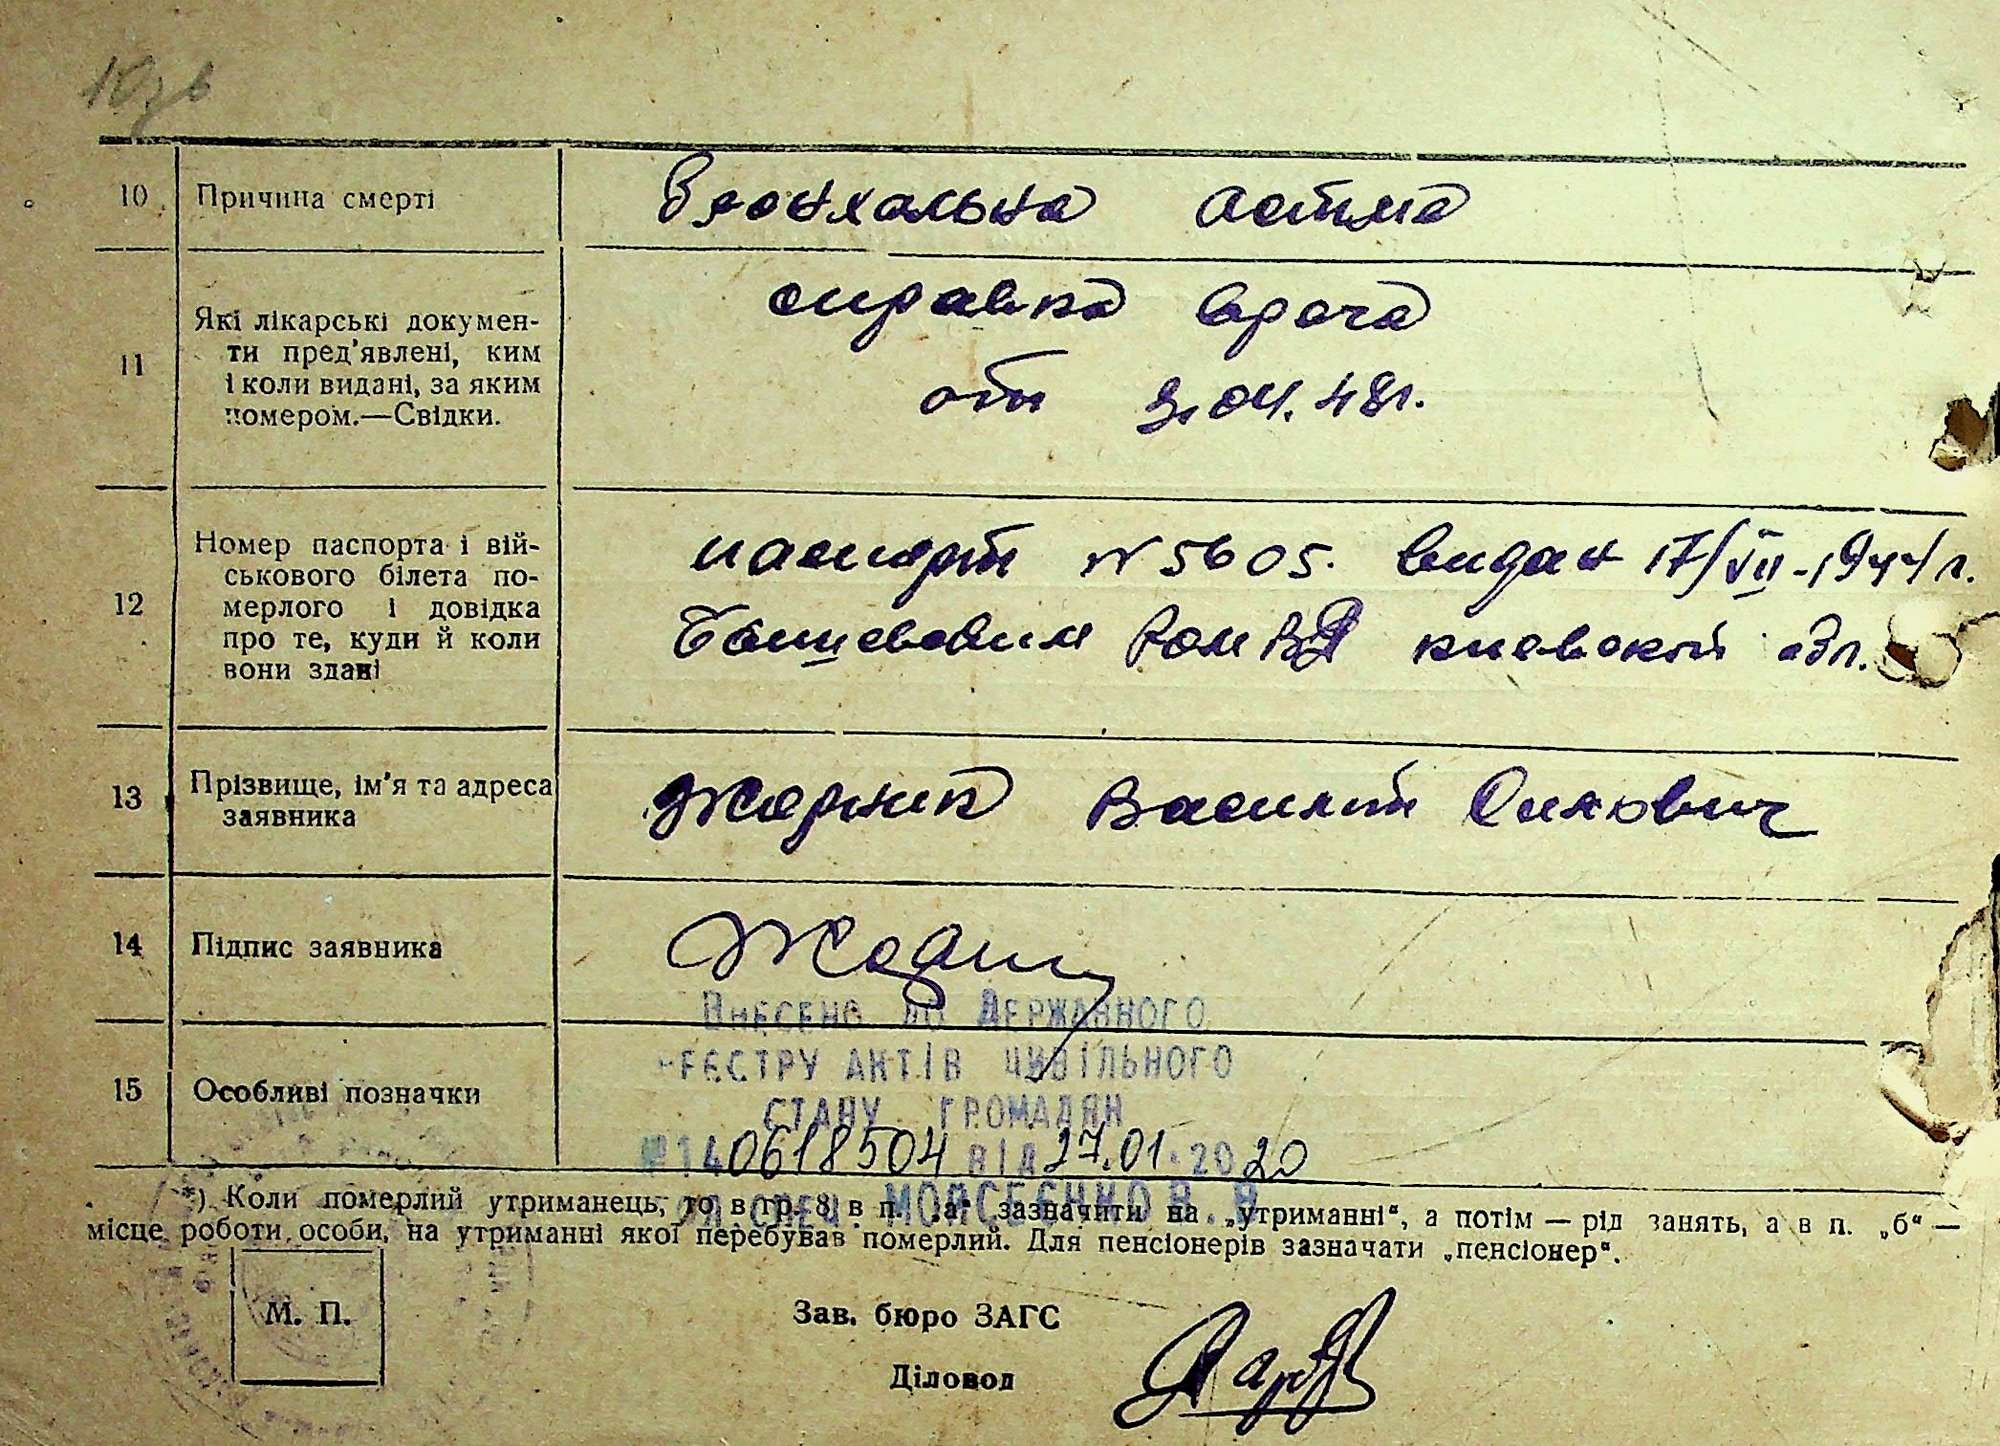 10 Причина смерті Бронхальна астма
11 Які лікарські докумен-
ти пред'явлені, ким
і коли видані, за яким
номером.—Свідки.
справка врача
от 3.04.48г.
12 Номер паспорта і вій-
ськового білета по-
мерлого і довідка
про те, куди й коли
вони здані
паспорт N 5605. видан 17/VII-1944г.
киевской обл.
13 Прізвище, ім'я та адреса
заявника
Василий
14 Підпис заявника
Внесено до Державного
реєстру актів цивільного
стану громадян
№140618504 від 27.01.2020
15 Особливі позначки
*) Коли померлий утриманець, то в гр. 8 в п. „а“ зазначити на „утриманні“, а потім — рід занять, а в п. „б“ —
місце роботи особи, на утриманні якої перебував померлий. Для пенсіонерів зазначати „пенсіонер“.
М. П.
Зав. бюро ЗАГС
Діловод